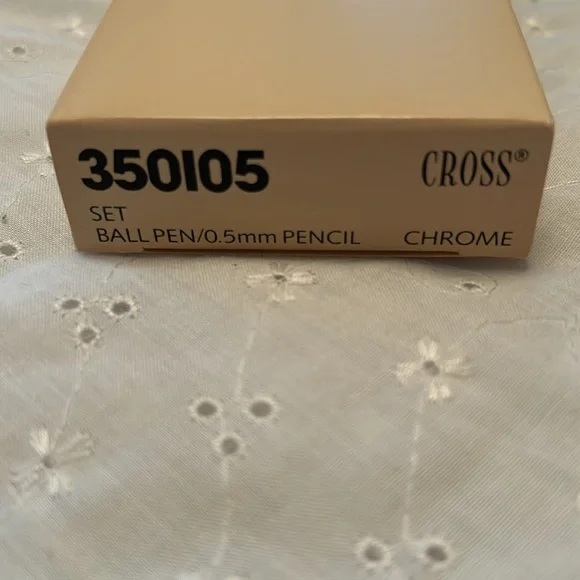 350105 CROSS®
SET
BALL PEN/0.5mm PENCIL CHROME